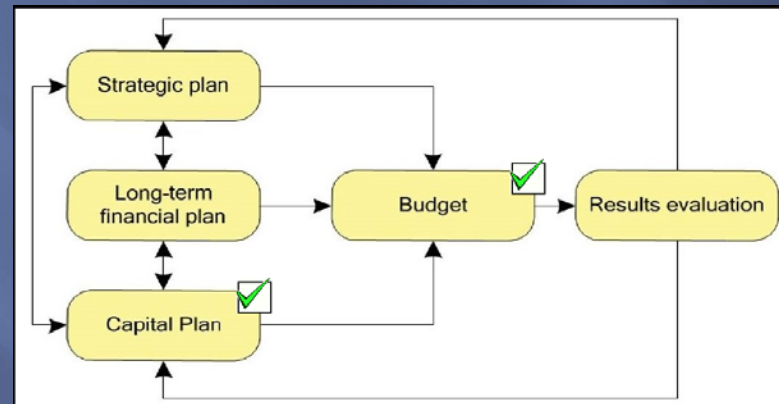 Strategic plan
Long-term
financial plan
Budget
Results evaluation
Capital Plan